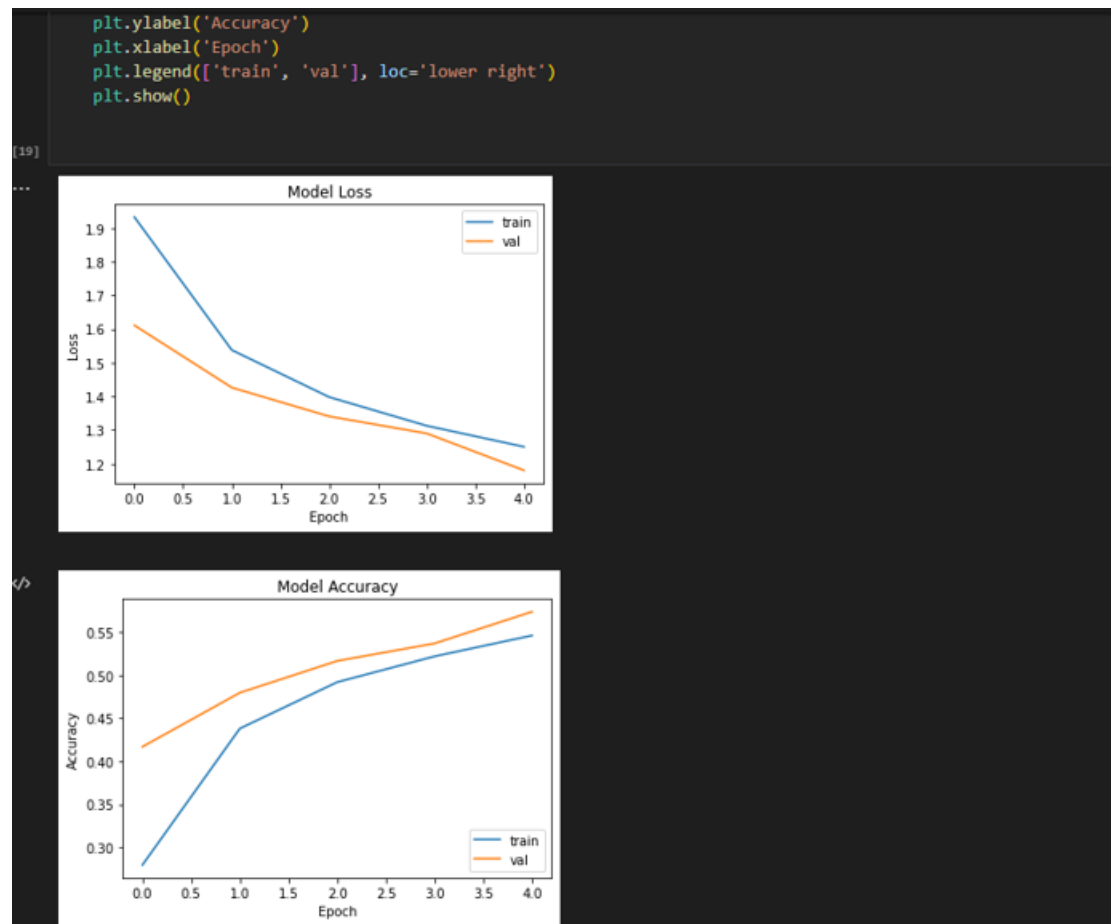 plt.ylabel('Accuracy')
plt.xlabel('Epoch')
plt.legend(['train', 'val'], loc='lower right')
plt.show()
[19]
...
Model Loss
train
val
1.9
1.8
1.7
1.6
1.5
1.4
1.3
1.2
Loss
0.0 0.5 1.0 1.5 2.0 2.5 3.0 3.5 4.0
Epoch
</>
Model Accuracy
0.55
0.50
0.45
0.40
0.35
0.30
Accuracy
train
val
0.0 0.5 1.0 1.5 2.0 2.5 3.0 3.5 4.0
Epoch